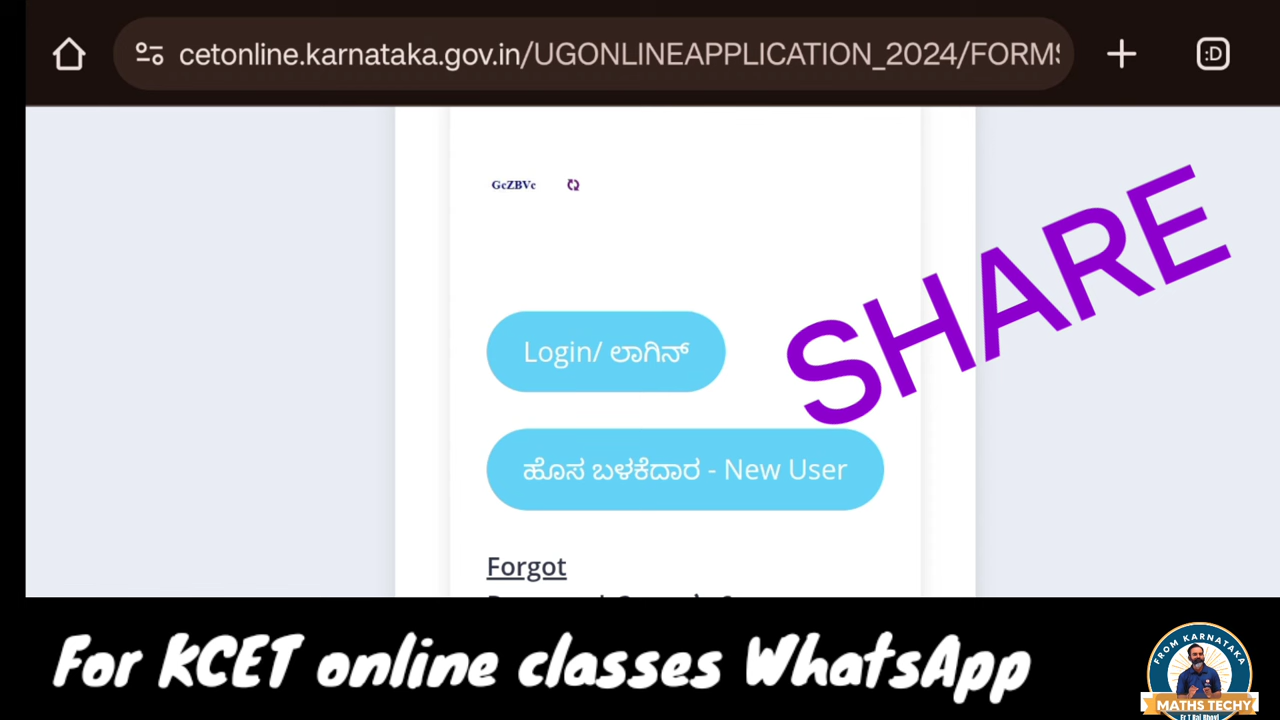 cetonline.karnataka.gov.in/UGONLINEAPPLICATION_2024/FORMS
:D
GcZBVc
SHARE
Login/ ಲಾಗಿನ್
ಹೊಸ ಬಳಕೆದಾರ - New User
Forgot
For KCET online classes WhatsApp
FROM KARNATAKA
MATHS TECHY